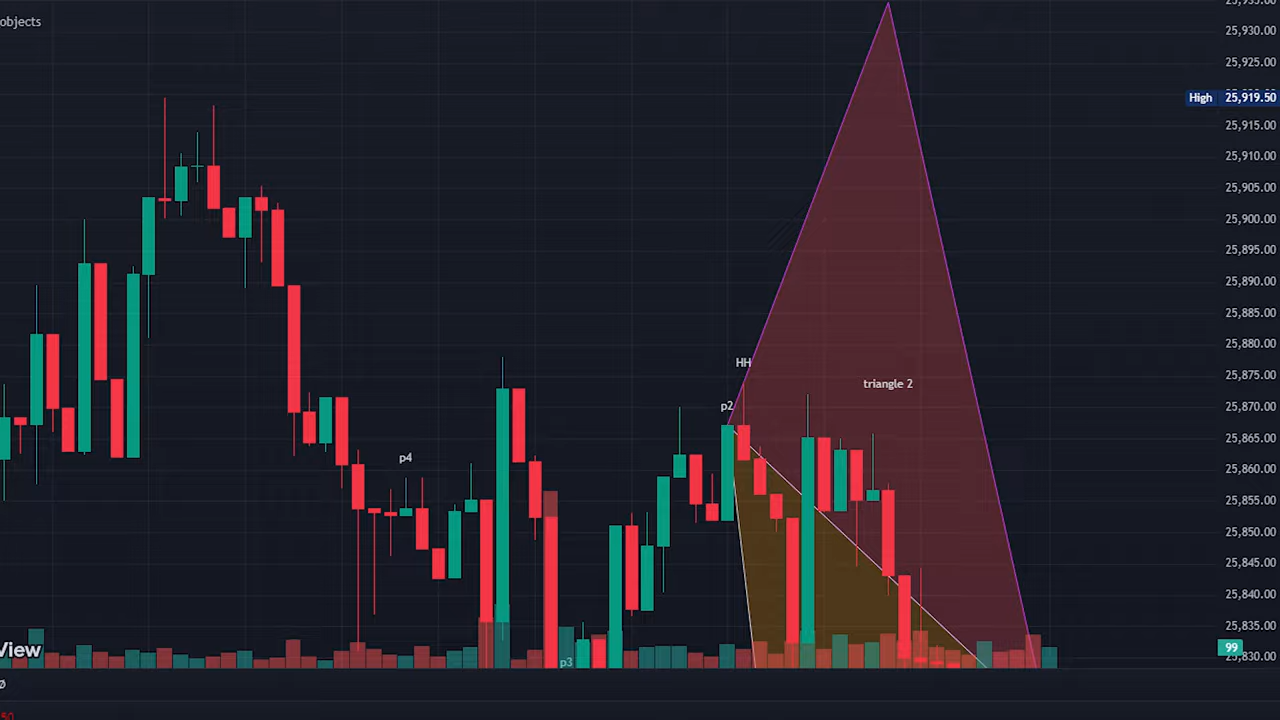 objects
25,935.00
25,930.00
25,925.00
High 25,919.50
25,915.00
25,910.00
25,905.00
25,900.00
25,895.00
25,890.00
25,885.00
25,880.00
25,875.00
25,870.00
25,865.00
25,860.00
25,855.00
25,850.00
25,845.00
25,840.00
25,835.00
99
25,830.00
HH
triangle 2
p2
p4
p3
View
ø
50